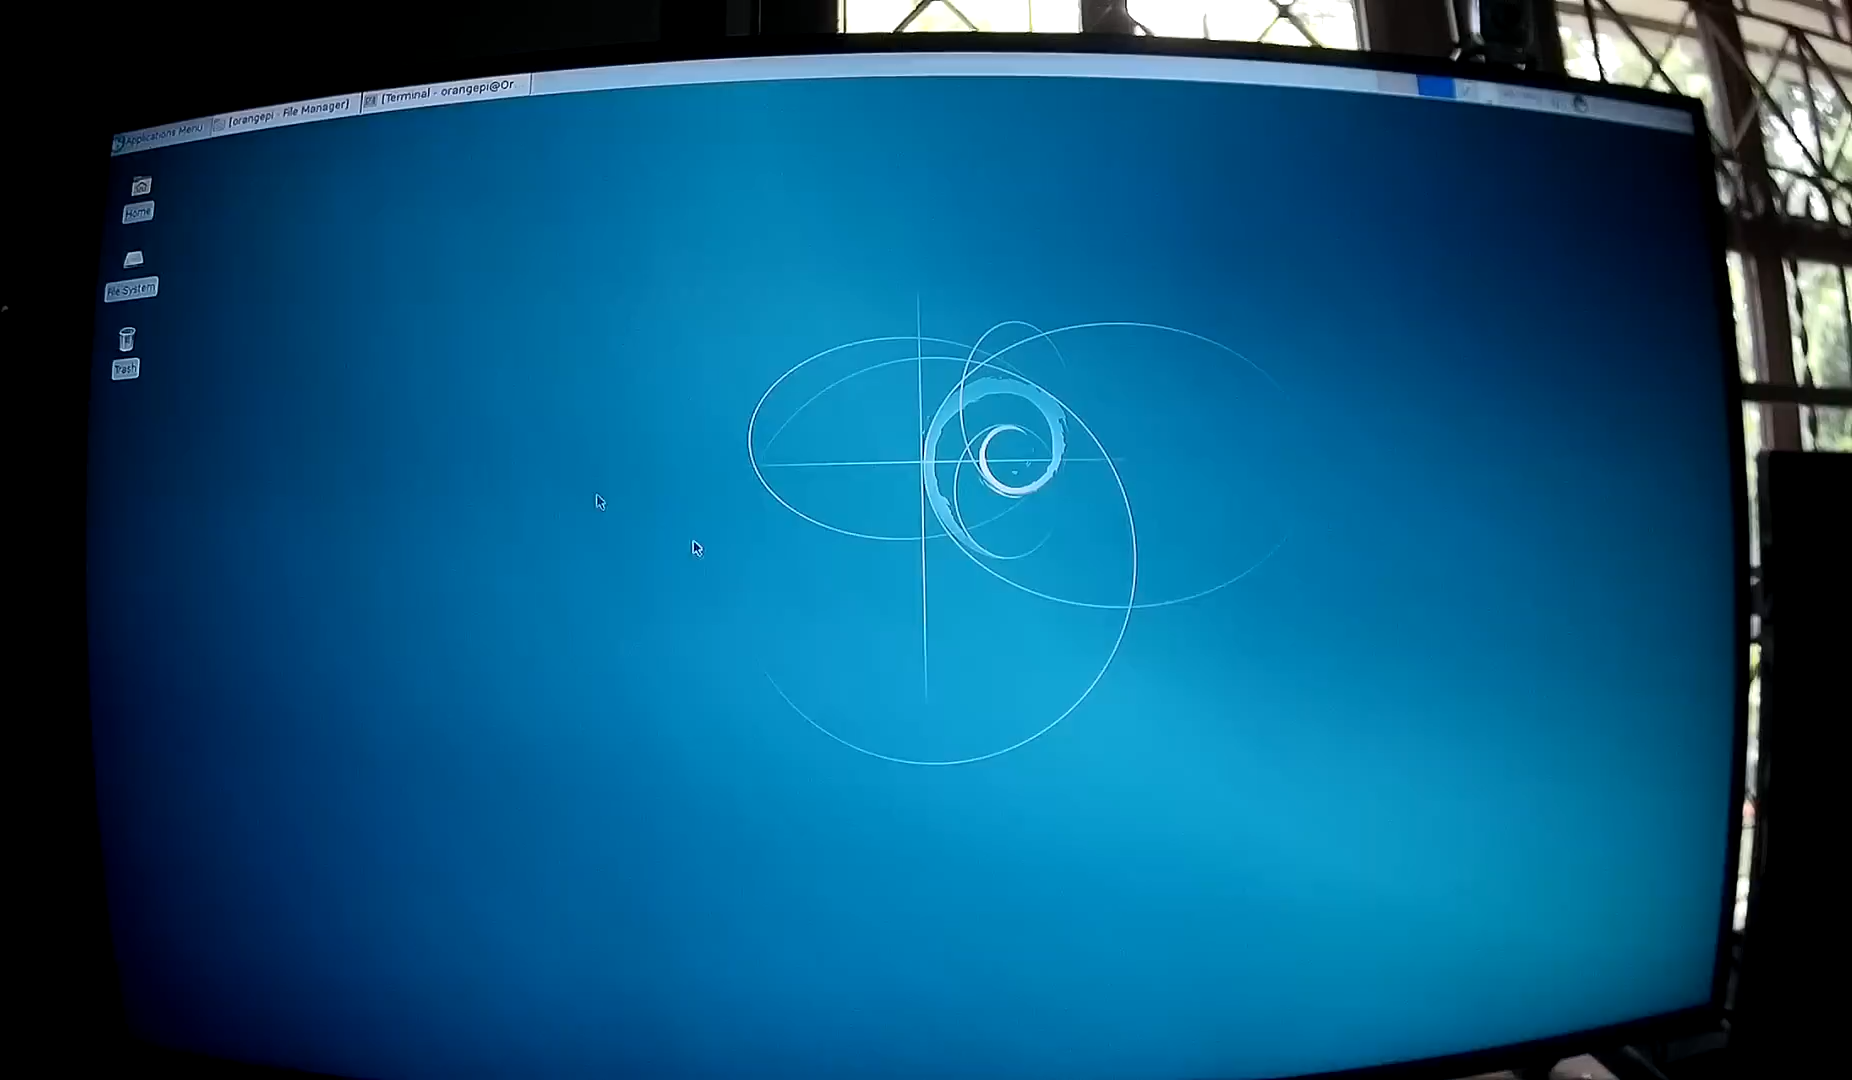 Applications Menu
[orangepi - File Manager]
[Terminal - orangepi@Or
Home
File System
Trash